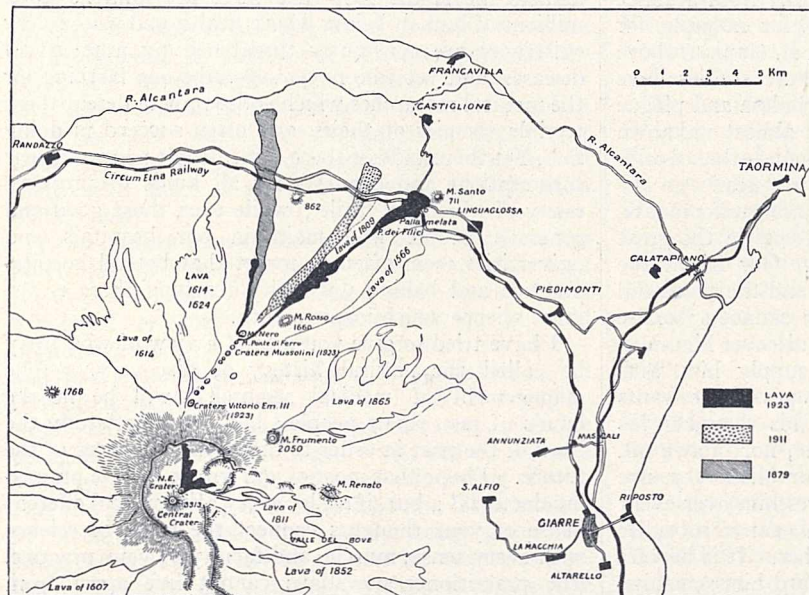 FRANCAVILLA
0 1 2 3 4 5 Km
R. Alcantara
CASTIGLIONE
RANDAZZO
R. Alcantara
Circum Etna Railway
TAORMINA
M. Santo
711
862
LINGUAGLOSSA
Pallamelata
P. dei Filici
Lava of 1809
CALATAPIANO
Lava of 1566
LAVA
1614-
1624
PIEDIMONTI
M. Rosso
1666
M. Nero
M. Ponte di Ferro
Cratera Mussolini (1923)
Lava of
1614
1768
Cratere Vittorio Em. III
(1923)
Lava of 1865
LAVA
1923
1911
1879
M. Frumento
2050
ANNUNZIATA
MASCALI
N.E.
Crater
M. Renato
S. ALFIO
3313
Central
Crater
Lava of
1811
RIPOSTO
GIARRE
VALLE DEL BOVE
LA MACCHIA
Lava of 1852
ALTARELLO
Lava of 1607